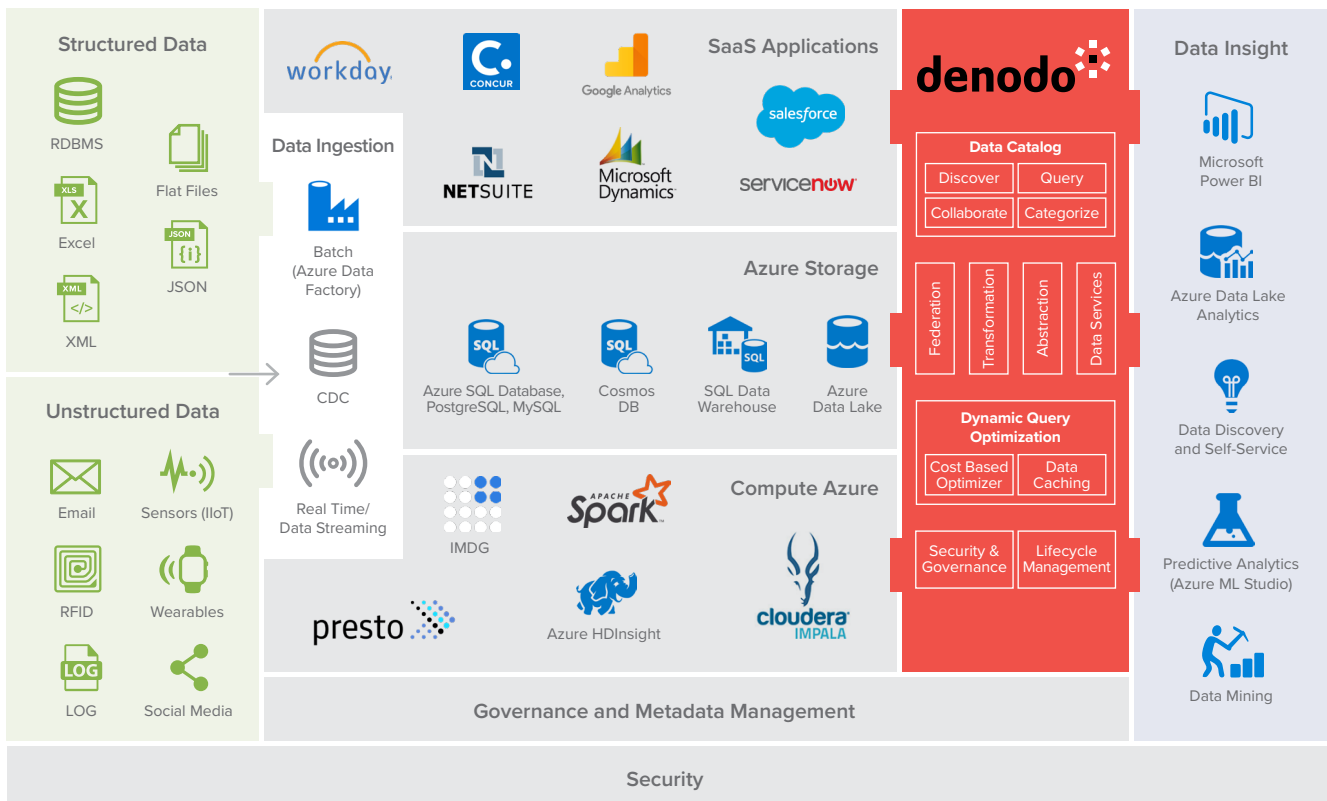 Structured Data
RDBMS
Flat Files
XLS
X
Excel
JSON
{i}
JSON
XML
</>
XML
Unstructured Data
Email
Sensors (IIoT)
RFID
Wearables
LOG
LOG
Social Media
Data Ingestion
Batch
(Azure Data
Factory)
CDC
Real Time/
Data Streaming
SaaS Applications
workday.
C.
CONCUR
Google Analytics
salesforce
N
NETSUITE
Microsoft
Dynamics
servicenow
Azure Storage
SQL
Azure SQL Database,
PostgreSQL, MySQL
SQL
Cosmos
DB
SQL
SQL Data
Warehouse
Azure
Data Lake
Compute Azure
IMDG
APACHE
Spark™
presto
Azure HDInsight
cloudera
IMPALA
denodo
Data Catalog
Discover
Query
Collaborate
Categorize
Federation
Transformation
Abstraction
Data Services
Dynamic Query
Optimization
Cost Based
Optimizer
Data
Caching
Security &
Governance
Lifecycle
Management
Data Insight
Microsoft
Power BI
Azure Data Lake
Analytics
Data Discovery
and Self-Service
Predictive Analytics
(Azure ML Studio)
Data Mining
Governance and Metadata Management
Security